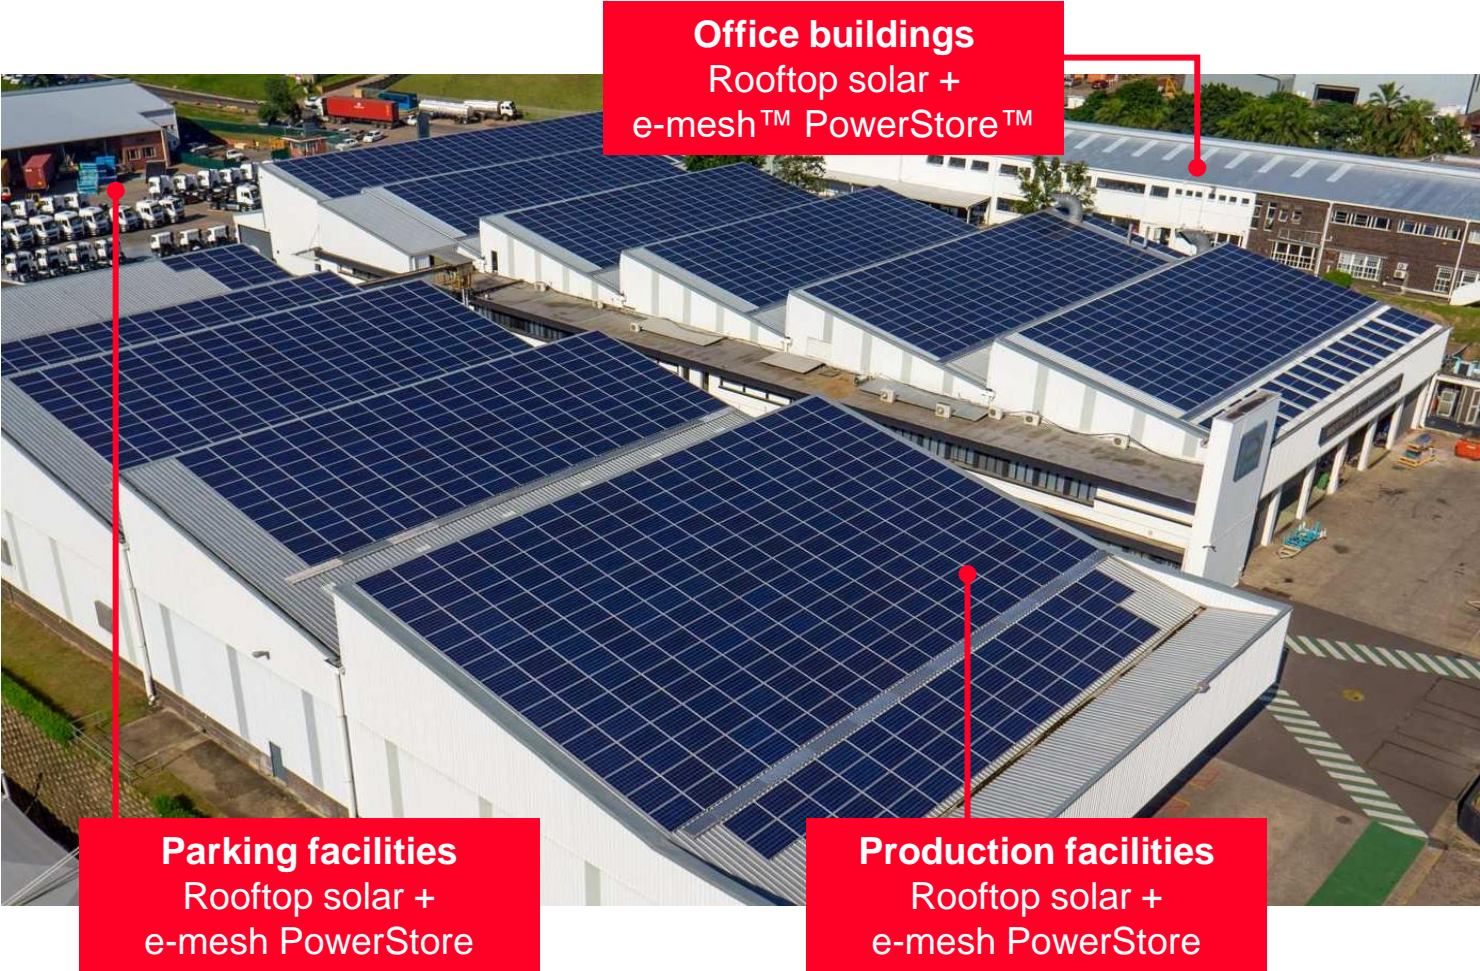 Office buildings
Rooftop solar +
e-mesh™ PowerStore™
Parking facilities
Rooftop solar +
e-mesh PowerStore
Production facilities
Rooftop solar +
e-mesh PowerStore